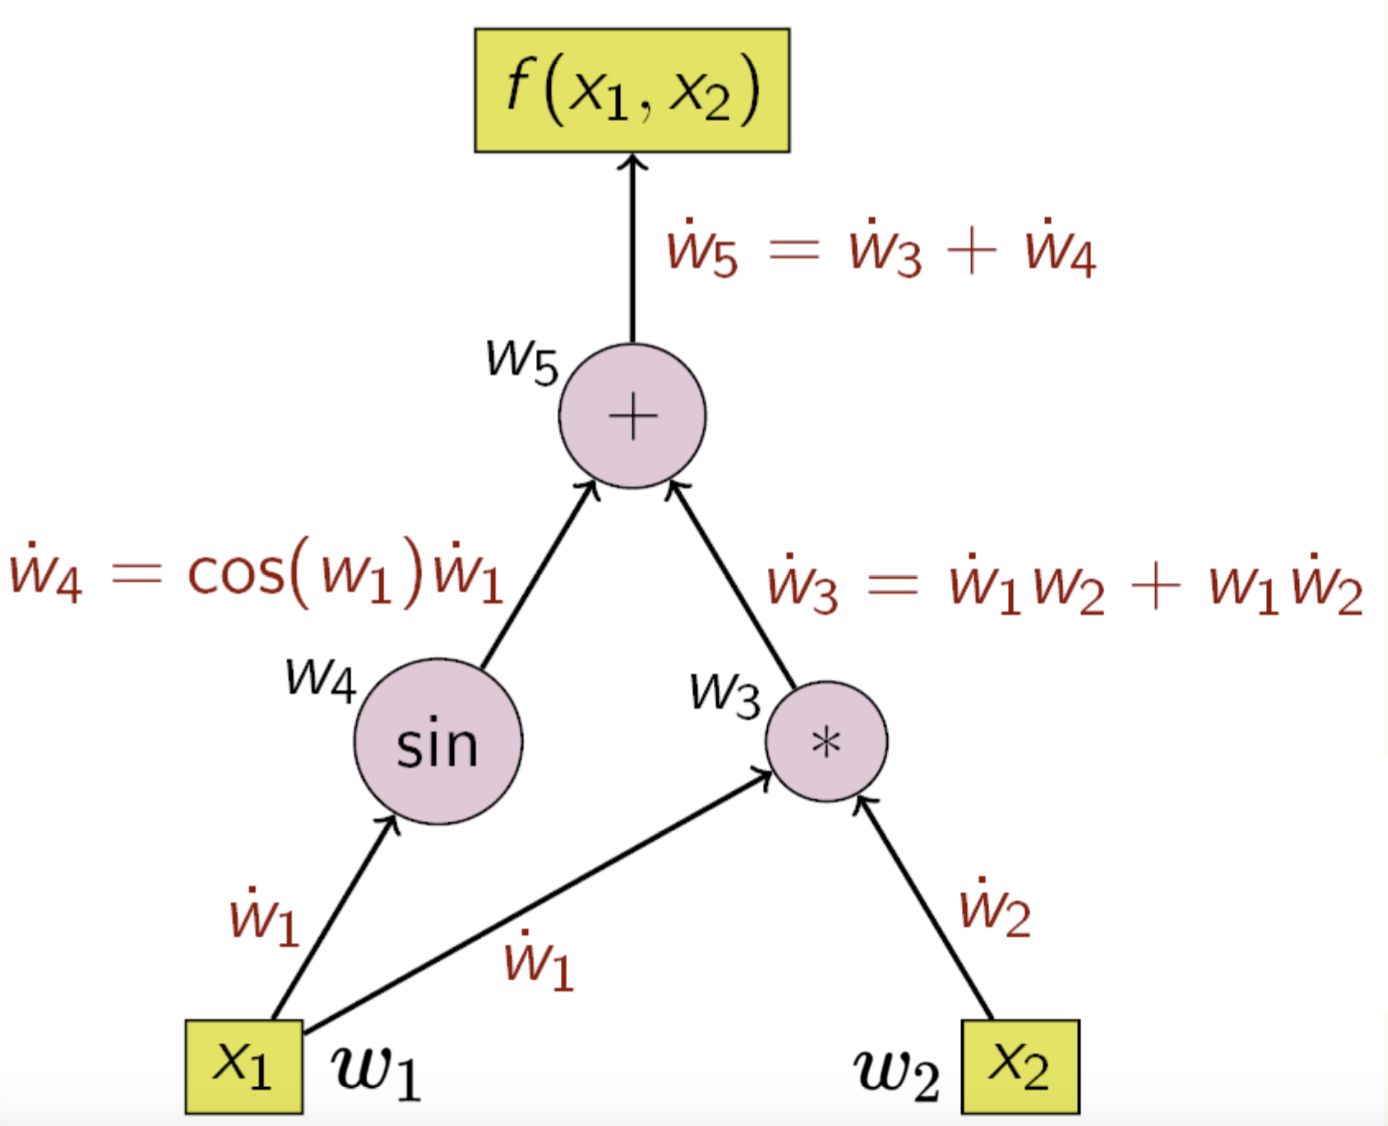 f(x₁, x₂)
ẇ₅ = ẇ₃ + ẇ₄
w₅
+
ẇ₄ = cos(w₁)ẇ₁
ẇ₃ = ẇ₁w₂ + w₁ẇ₂
w₄
sin
w₃
*
ẇ₁
ẇ₁
ẇ₂
x₁ w₁
w₂ x₂